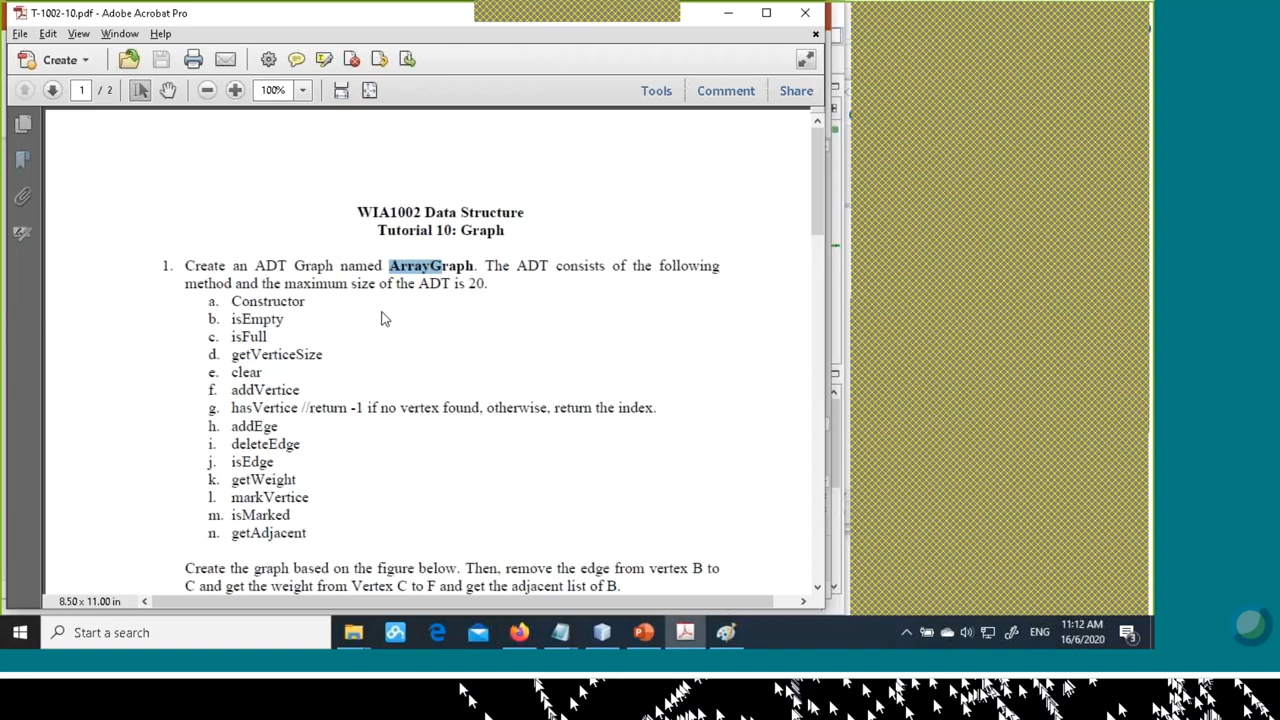 T-1002-10.pdf - Adobe Acrobat Pro
File Edit View Window Help
Create
1 / 2 100% Tools Comment Share
WIA1002 Data Structure
Tutorial 10: Graph
1. Create an ADT Graph named ArrayGraph. The ADT consists of the following
method and the maximum size of the ADT is 20.
a. Constructor
b. isEmpty
c. isFull
d. getVerticeSize
e. clear
f. addVertice
g. hasVertice //return -1 if no vertex found, otherwise, return the index.
h. addEge
i. deleteEdge
j. isEdge
k. getWeight
l. markVertice
m. isMarked
n. getAdjacent
Create the graph based on the figure below. Then, remove the edge from vertex B to
C and get the weight from Vertex C to F and get the adjacent list of B.
8.50 x 11.00 in
Start a search
ENG
11:12 AM
16/6/2020
3